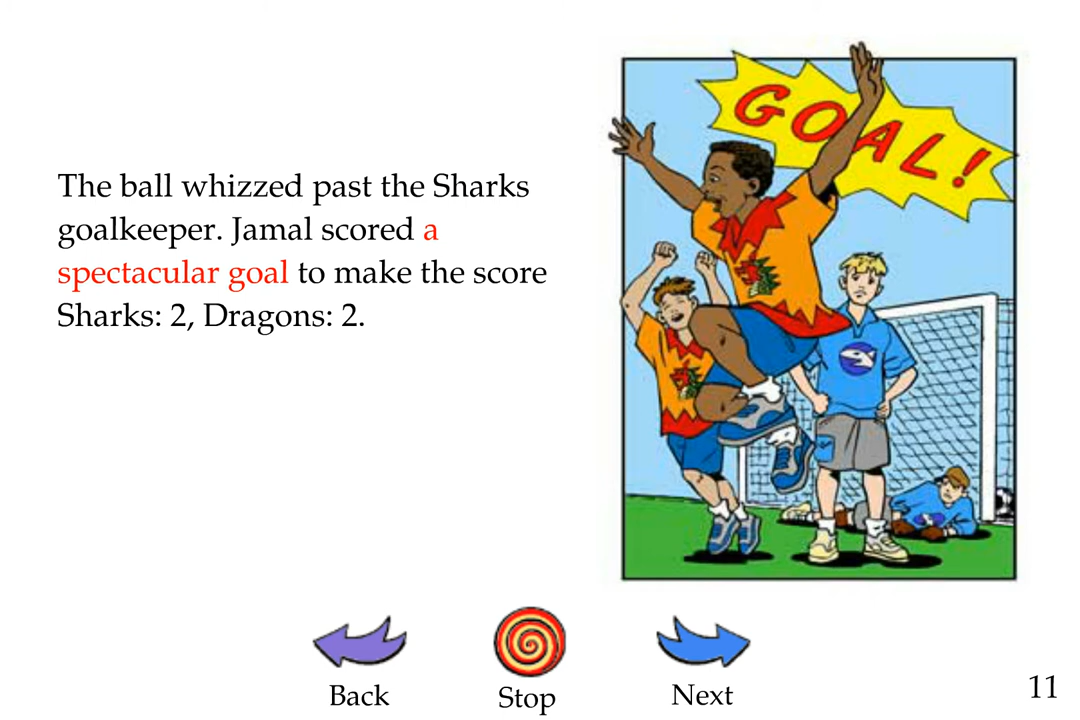 GOAL!
The ball whizzed past the Sharks
goalkeeper. Jamal scored a
spectacular goal to make the score
Sharks: 2, Dragons: 2.
Back
Stop
Next
11